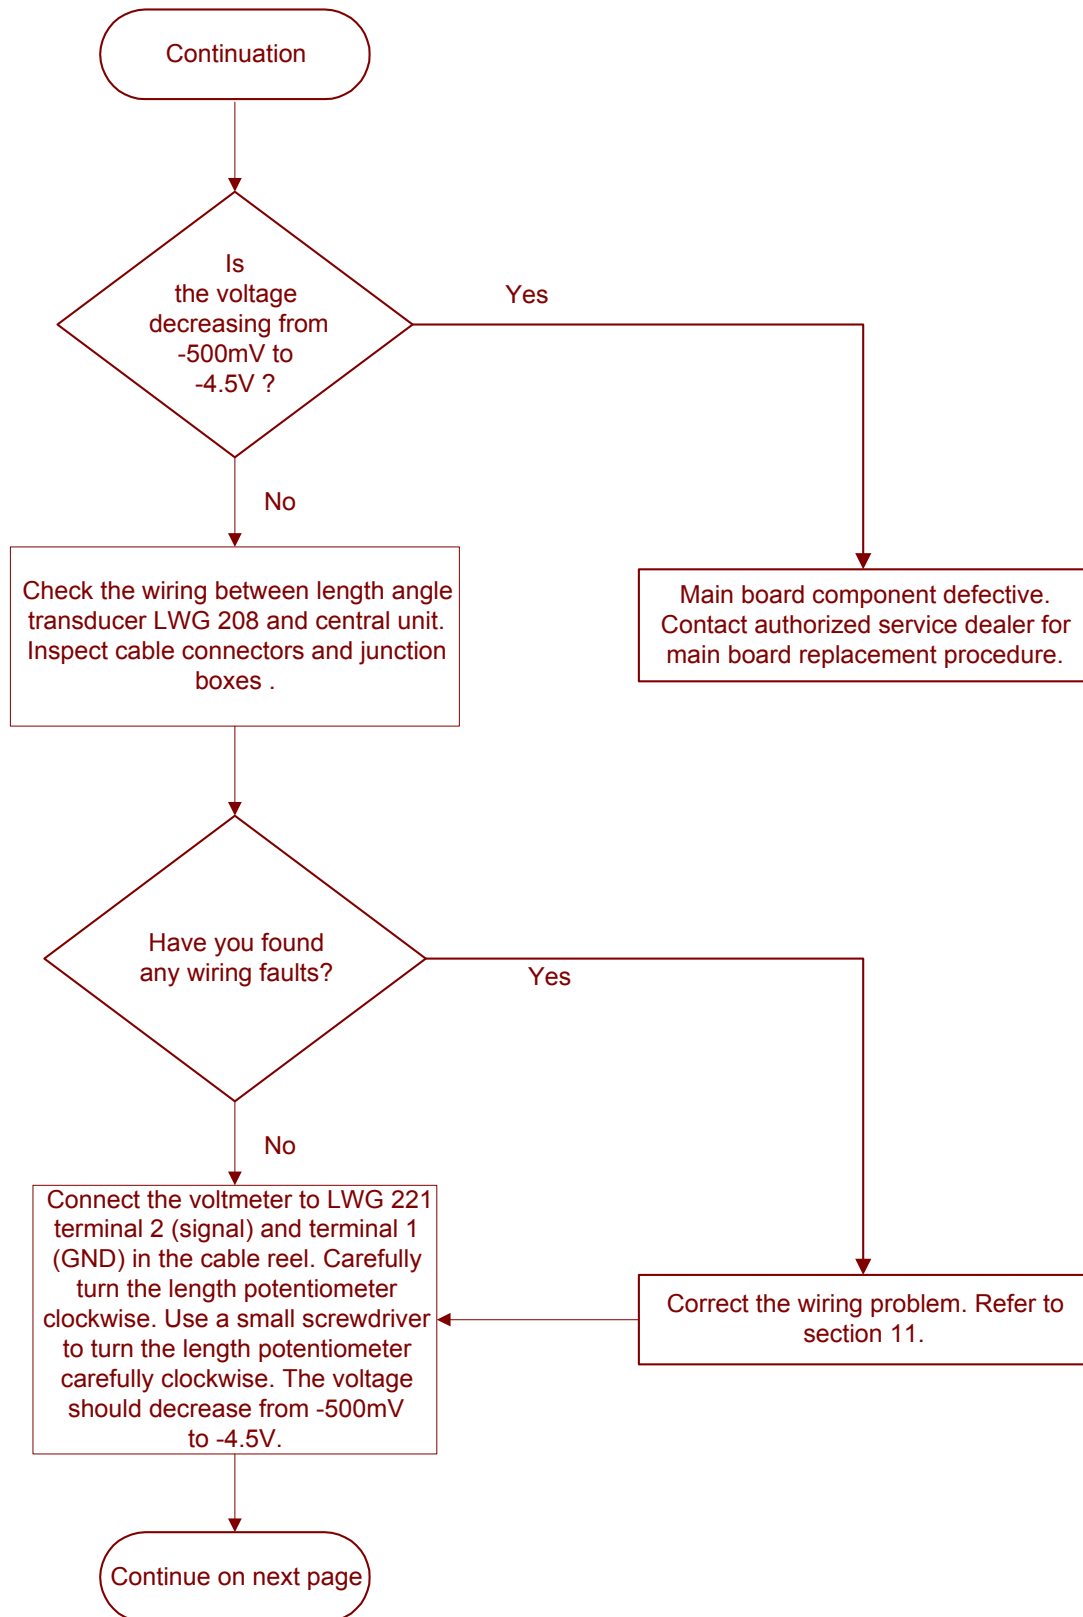 Continuation
Is
the voltage
decreasing from
-500mV to
-4.5V ?
Yes
No
Check the wiring between length angle
transducer LWG 208 and central unit.
Inspect cable connectors and junction
boxes .
Main board component defective.
Contact authorized service dealer for
main board replacement procedure.
Have you found
any wiring faults?
Yes
No
Connect the voltmeter to LWG 221
terminal 2 (signal) and terminal 1
(GND) in the cable reel. Carefully
turn the length potentiometer
clockwise. Use a small screwdriver
to turn the length potentiometer
carefully clockwise. The voltage
should decrease from -500mV
to -4.5V.
Correct the wiring problem. Refer to
section 11.
Continue on next page